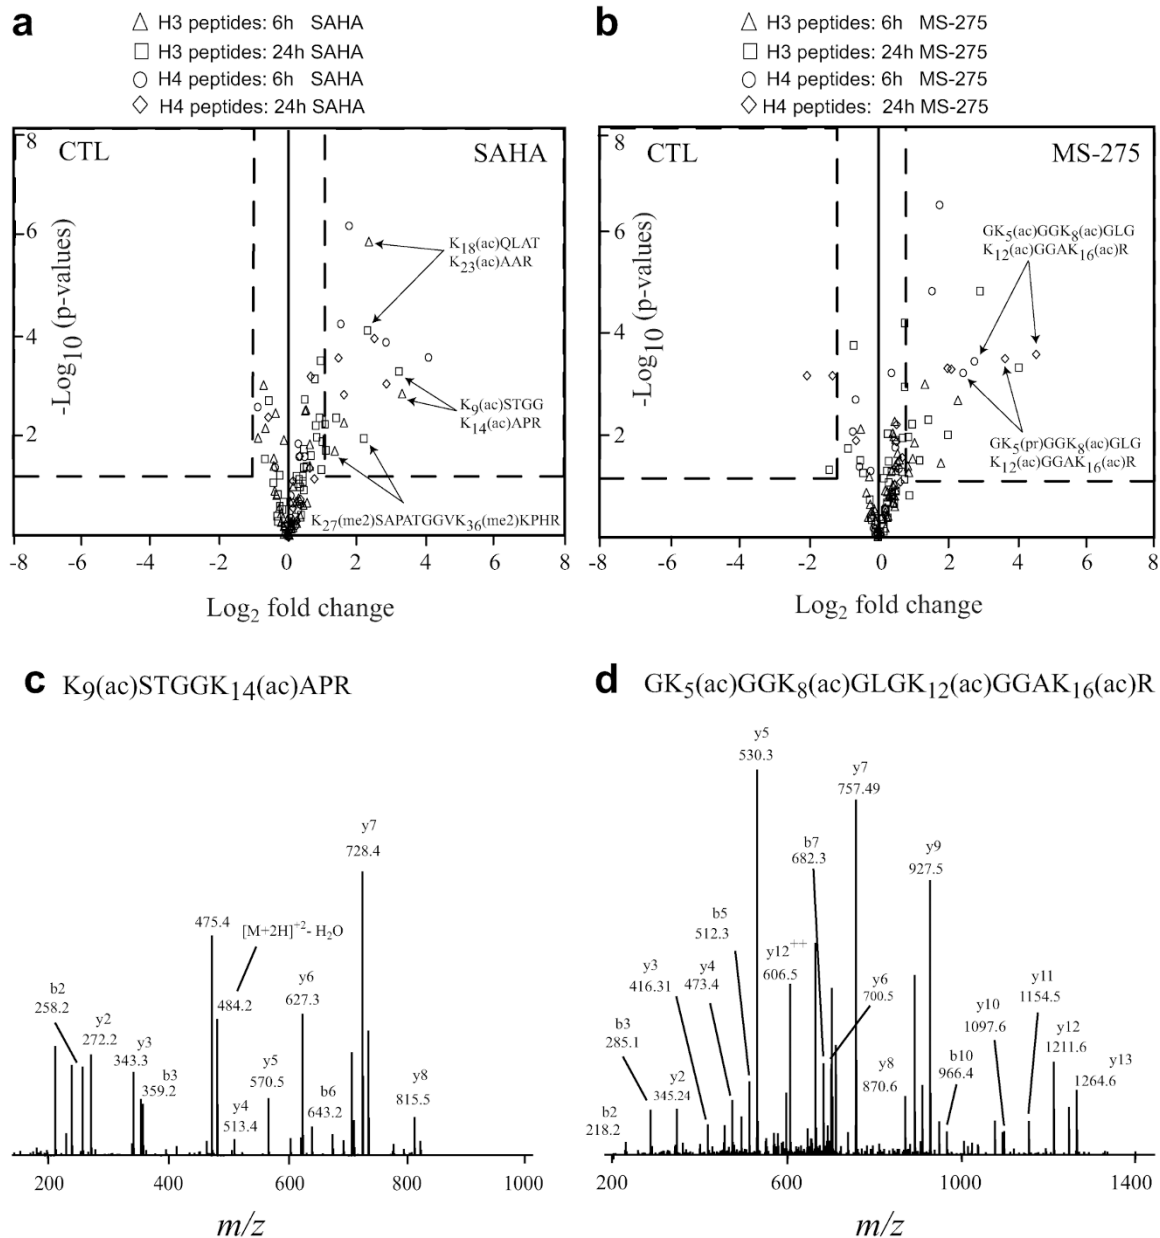 a
△ H3 peptides: 6h SAHA
□ H3 peptides: 24h SAHA
○ H4 peptides: 6h SAHA
◇ H4 peptides: 24h SAHA
CTL
SAHA
8
6
4
2
-Log10 (p-values)
K18(ac)QLAT
K23(ac)AAR
K9(ac)STGG
K14(ac)APR
K27(me2)SAPATGGVK36(me2)KPHR
-8 -6 -4 -2 0 2 4 6 8
Log2 fold change
b
△ H3 peptides: 6h MS-275
□ H3 peptides: 24h MS-275
○ H4 peptides: 6h MS-275
◇ H4 peptides: 24h MS-275
CTL
MS-275
8
6
4
2
-Log10 (p-values)
GK5(ac)GGK8(ac)GLG
K12(ac)GGAK16(ac)R
GK5(pr)GGK8(ac)GLG
K12(ac)GGAK16(ac)R
-8 -6 -4 -2 0 2 4 6 8
Log2 fold change
c K9(ac)STGGK14(ac)APR
y7
728.4
475.4
[M+2H]+2- H2O
484.2
y6
627.3
b2
258.2
y2
272.2
y3
343.3
b3
359.2
y4
513.4
y5
570.5
b6
643.2
y8
815.5
200 400 600 800 1000
m/z
d GK5(ac)GGK8(ac)GLGK12(ac)GGAK16(ac)R
y5
530.3
y7
757.49
b7
682.3
y9
927.5
b5
512.3
y12++
606.5
y3
416.31
y4
473.4
y6
700.5
y11
1154.5
y10
1097.6
y12
1211.6
b3
285.1
y2
345.24
y8
870.6
b10
966.4
y13
1264.6
b2
218.2
200 600 1000 1400
m/z